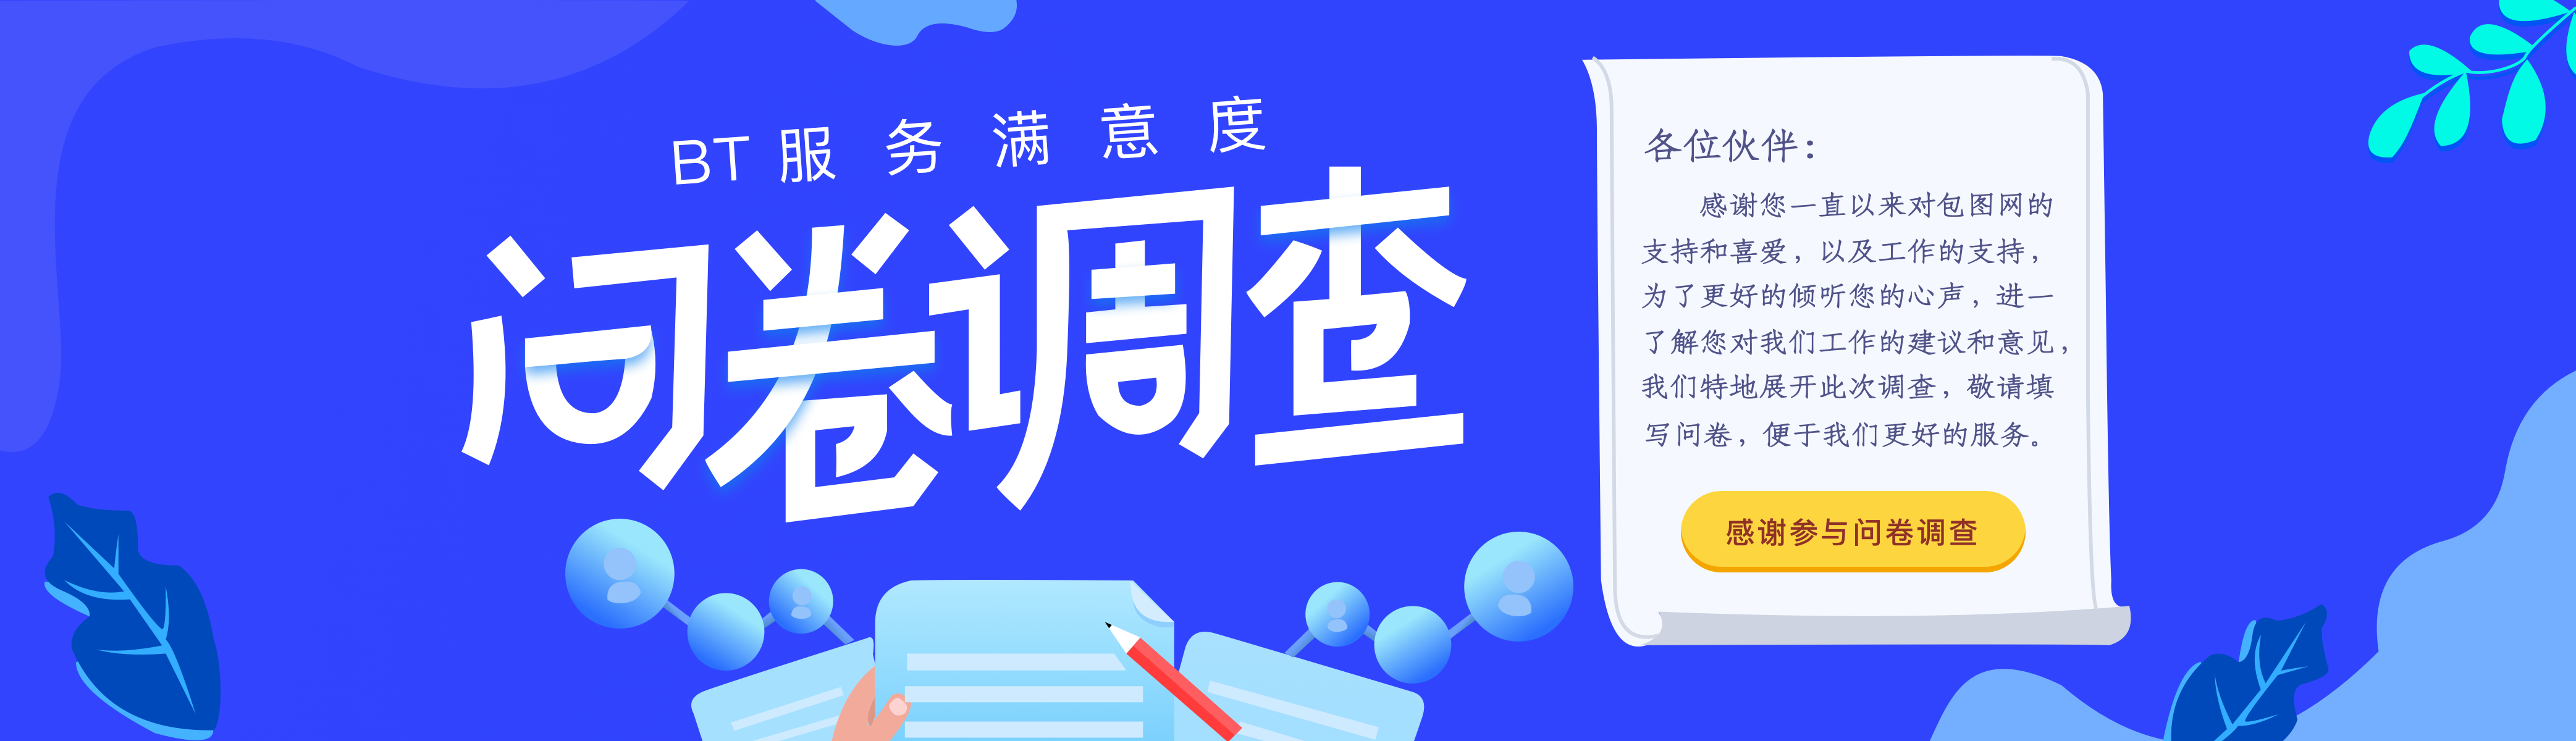 BT服务满意度
问卷调查
各位伙伴：
感谢您一直以来对包图网的
支持和喜爱，以及工作的支持，
为了更好的倾听您的心声，进一
了解您对我们工作的建议和意见，
我们特地展开此次调查，敬请填
写问卷，便于我们更好的服务。
感谢参与问卷调查